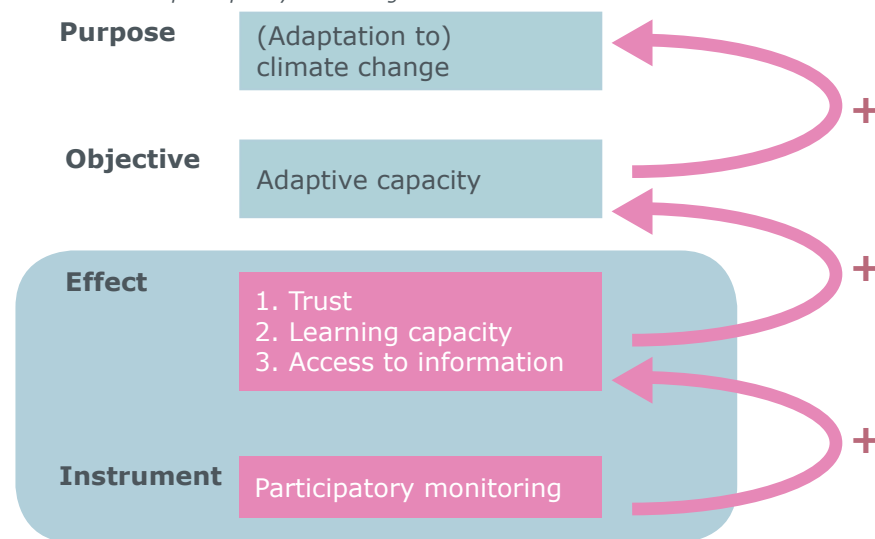 Purpose
(Adaptation to)
climate change
+
Objective
Adaptive capacity
+
Effect
1. Trust
2. Learning capacity
3. Access to information
+
Instrument
Participatory monitoring